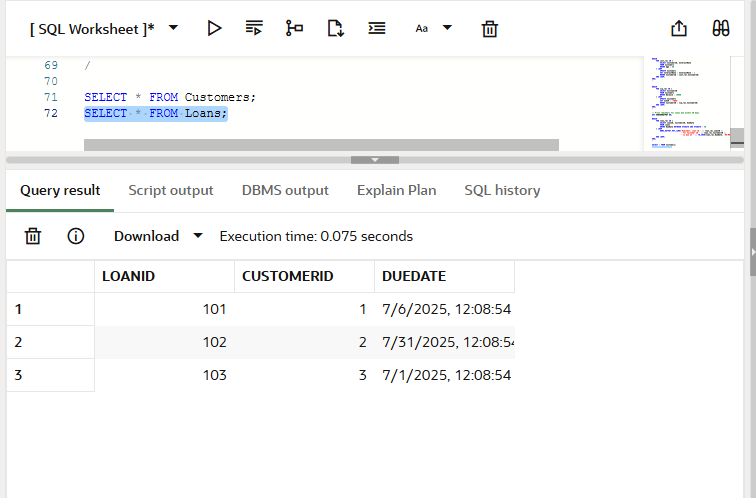 [ SQL Worksheet ]* Aa
69 /
70
71 SELECT * FROM Customers;
72 SELECT * FROM Loans;
Query result Script output DBMS output Explain Plan SQL history
Download Execution time: 0.075 seconds
LOANID CUSTOMERID DUEDATE
1 101 1 7/6/2025, 12:08:54
2 102 2 7/31/2025, 12:08:54
3 103 3 7/1/2025, 12:08:54